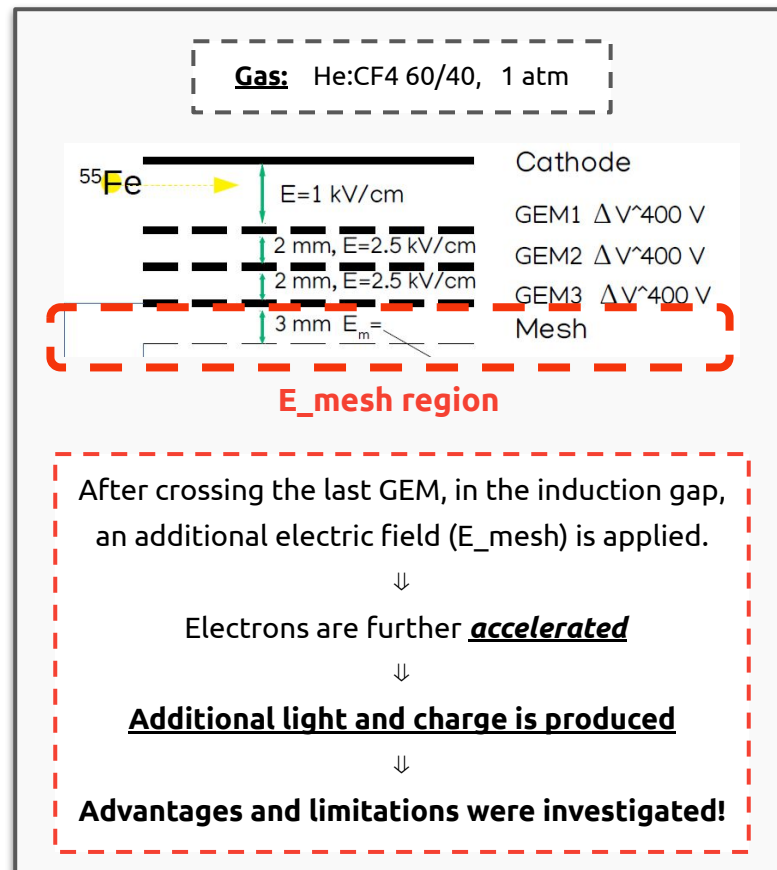 Gas: He:CF4 60/40, 1 atm
55Fe
Cathode
E=1 kV/cm
GEM1 ΔV^400 V
2 mm, E=2.5 kV/cm
GEM2 ΔV^400 V
2 mm, E=2.5 kV/cm
GEM3 ΔV^400 V
3 mm E_m=
Mesh
E_mesh region
After crossing the last GEM, in the induction gap,
an additional electric field (E_mesh) is applied.
⇓
Electrons are further accelerated
⇓
Additional light and charge is produced
⇓
Advantages and limitations were investigated!